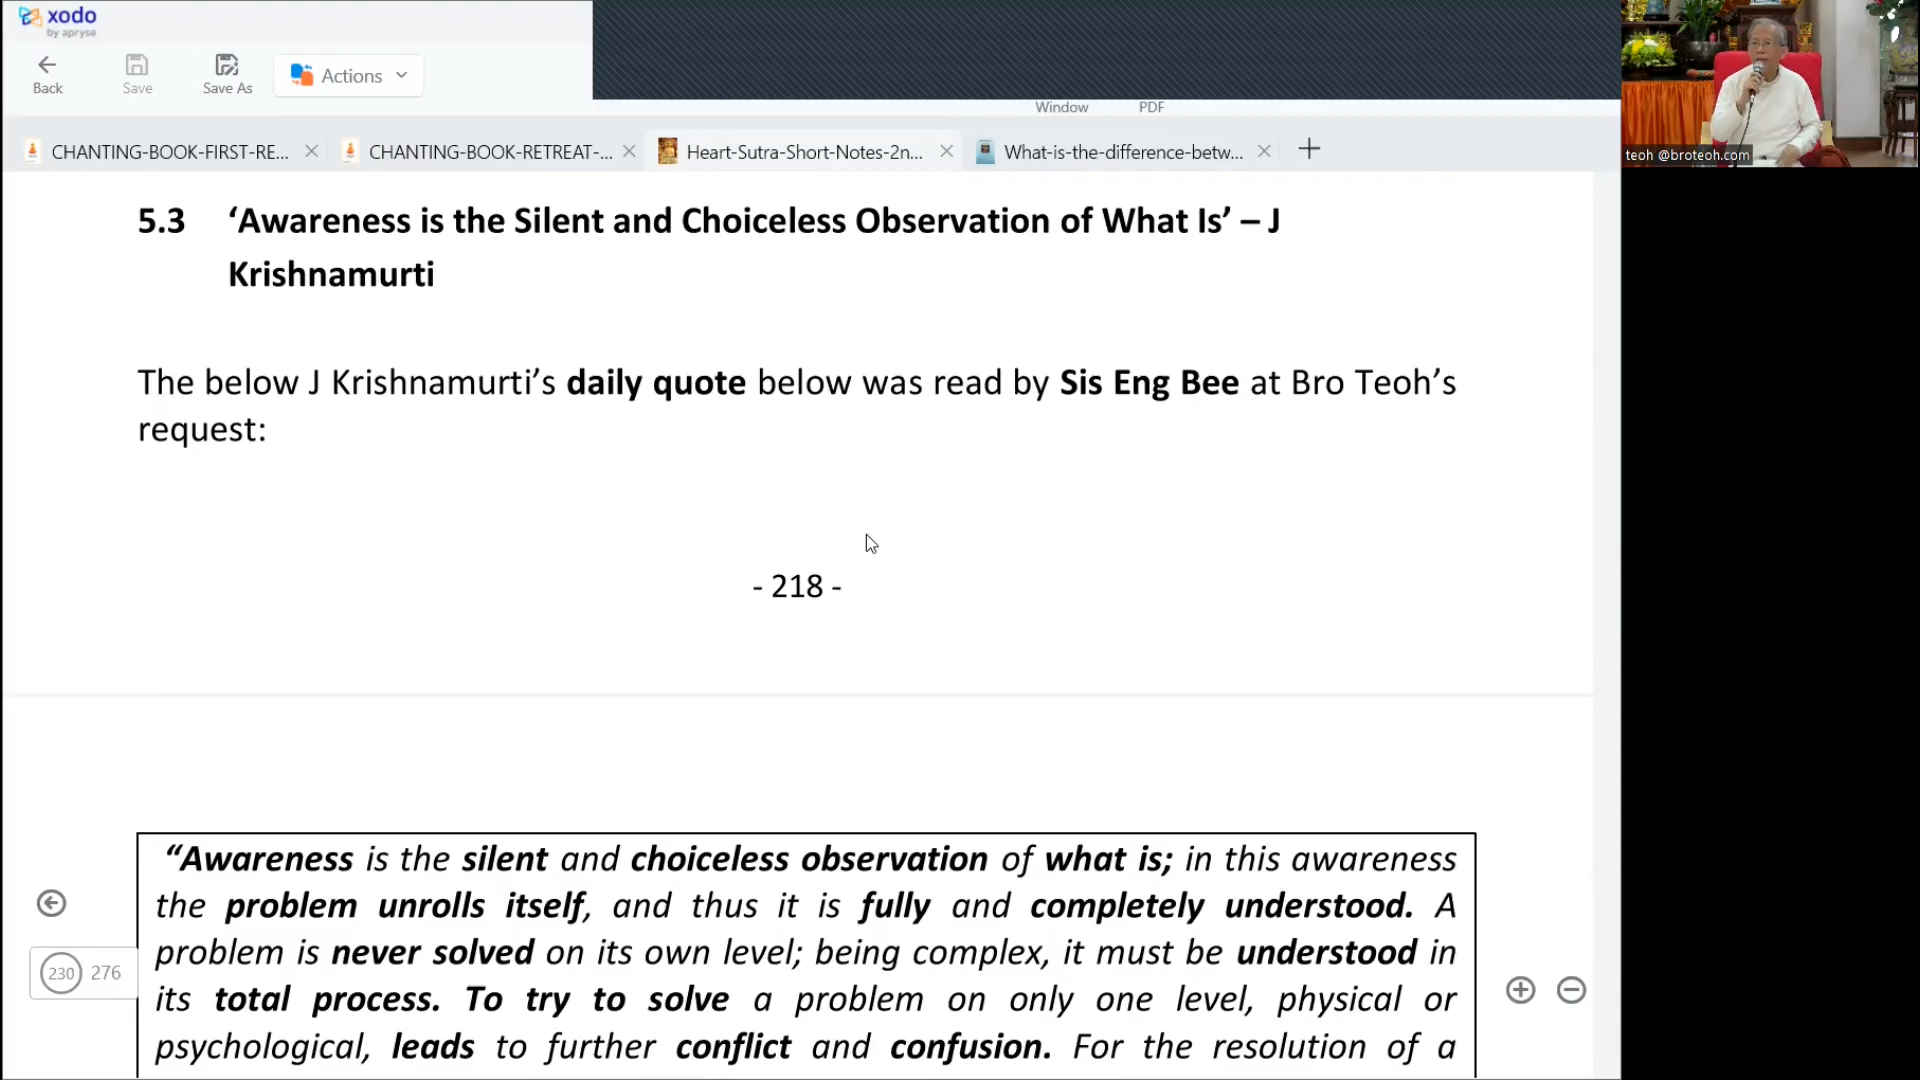 xodo
by apryse
Back
Save
Save As
Actions
Window
PDF
CHANTING-BOOK-FIRST-RE...
CHANTING-BOOK-RETREAT-...
Heart-Sutra-Short-Notes-2n...
What-is-the-difference-betw...
teoh @broteoh.com
5.3 ‘Awareness is the Silent and Choiceless Observation of What Is’ – J
Krishnamurti
The below J Krishnamurti’s daily quote below was read by Sis Eng Bee at Bro Teoh’s
request:
- 218 -
“Awareness is the silent and choiceless observation of what is; in this awareness
the problem unrolls itself, and thus it is fully and completely understood. A
problem is never solved on its own level; being complex, it must be understood in
its total process. To try to solve a problem on only one level, physical or
psychological, leads to further conflict and confusion. For the resolution of a
230 276